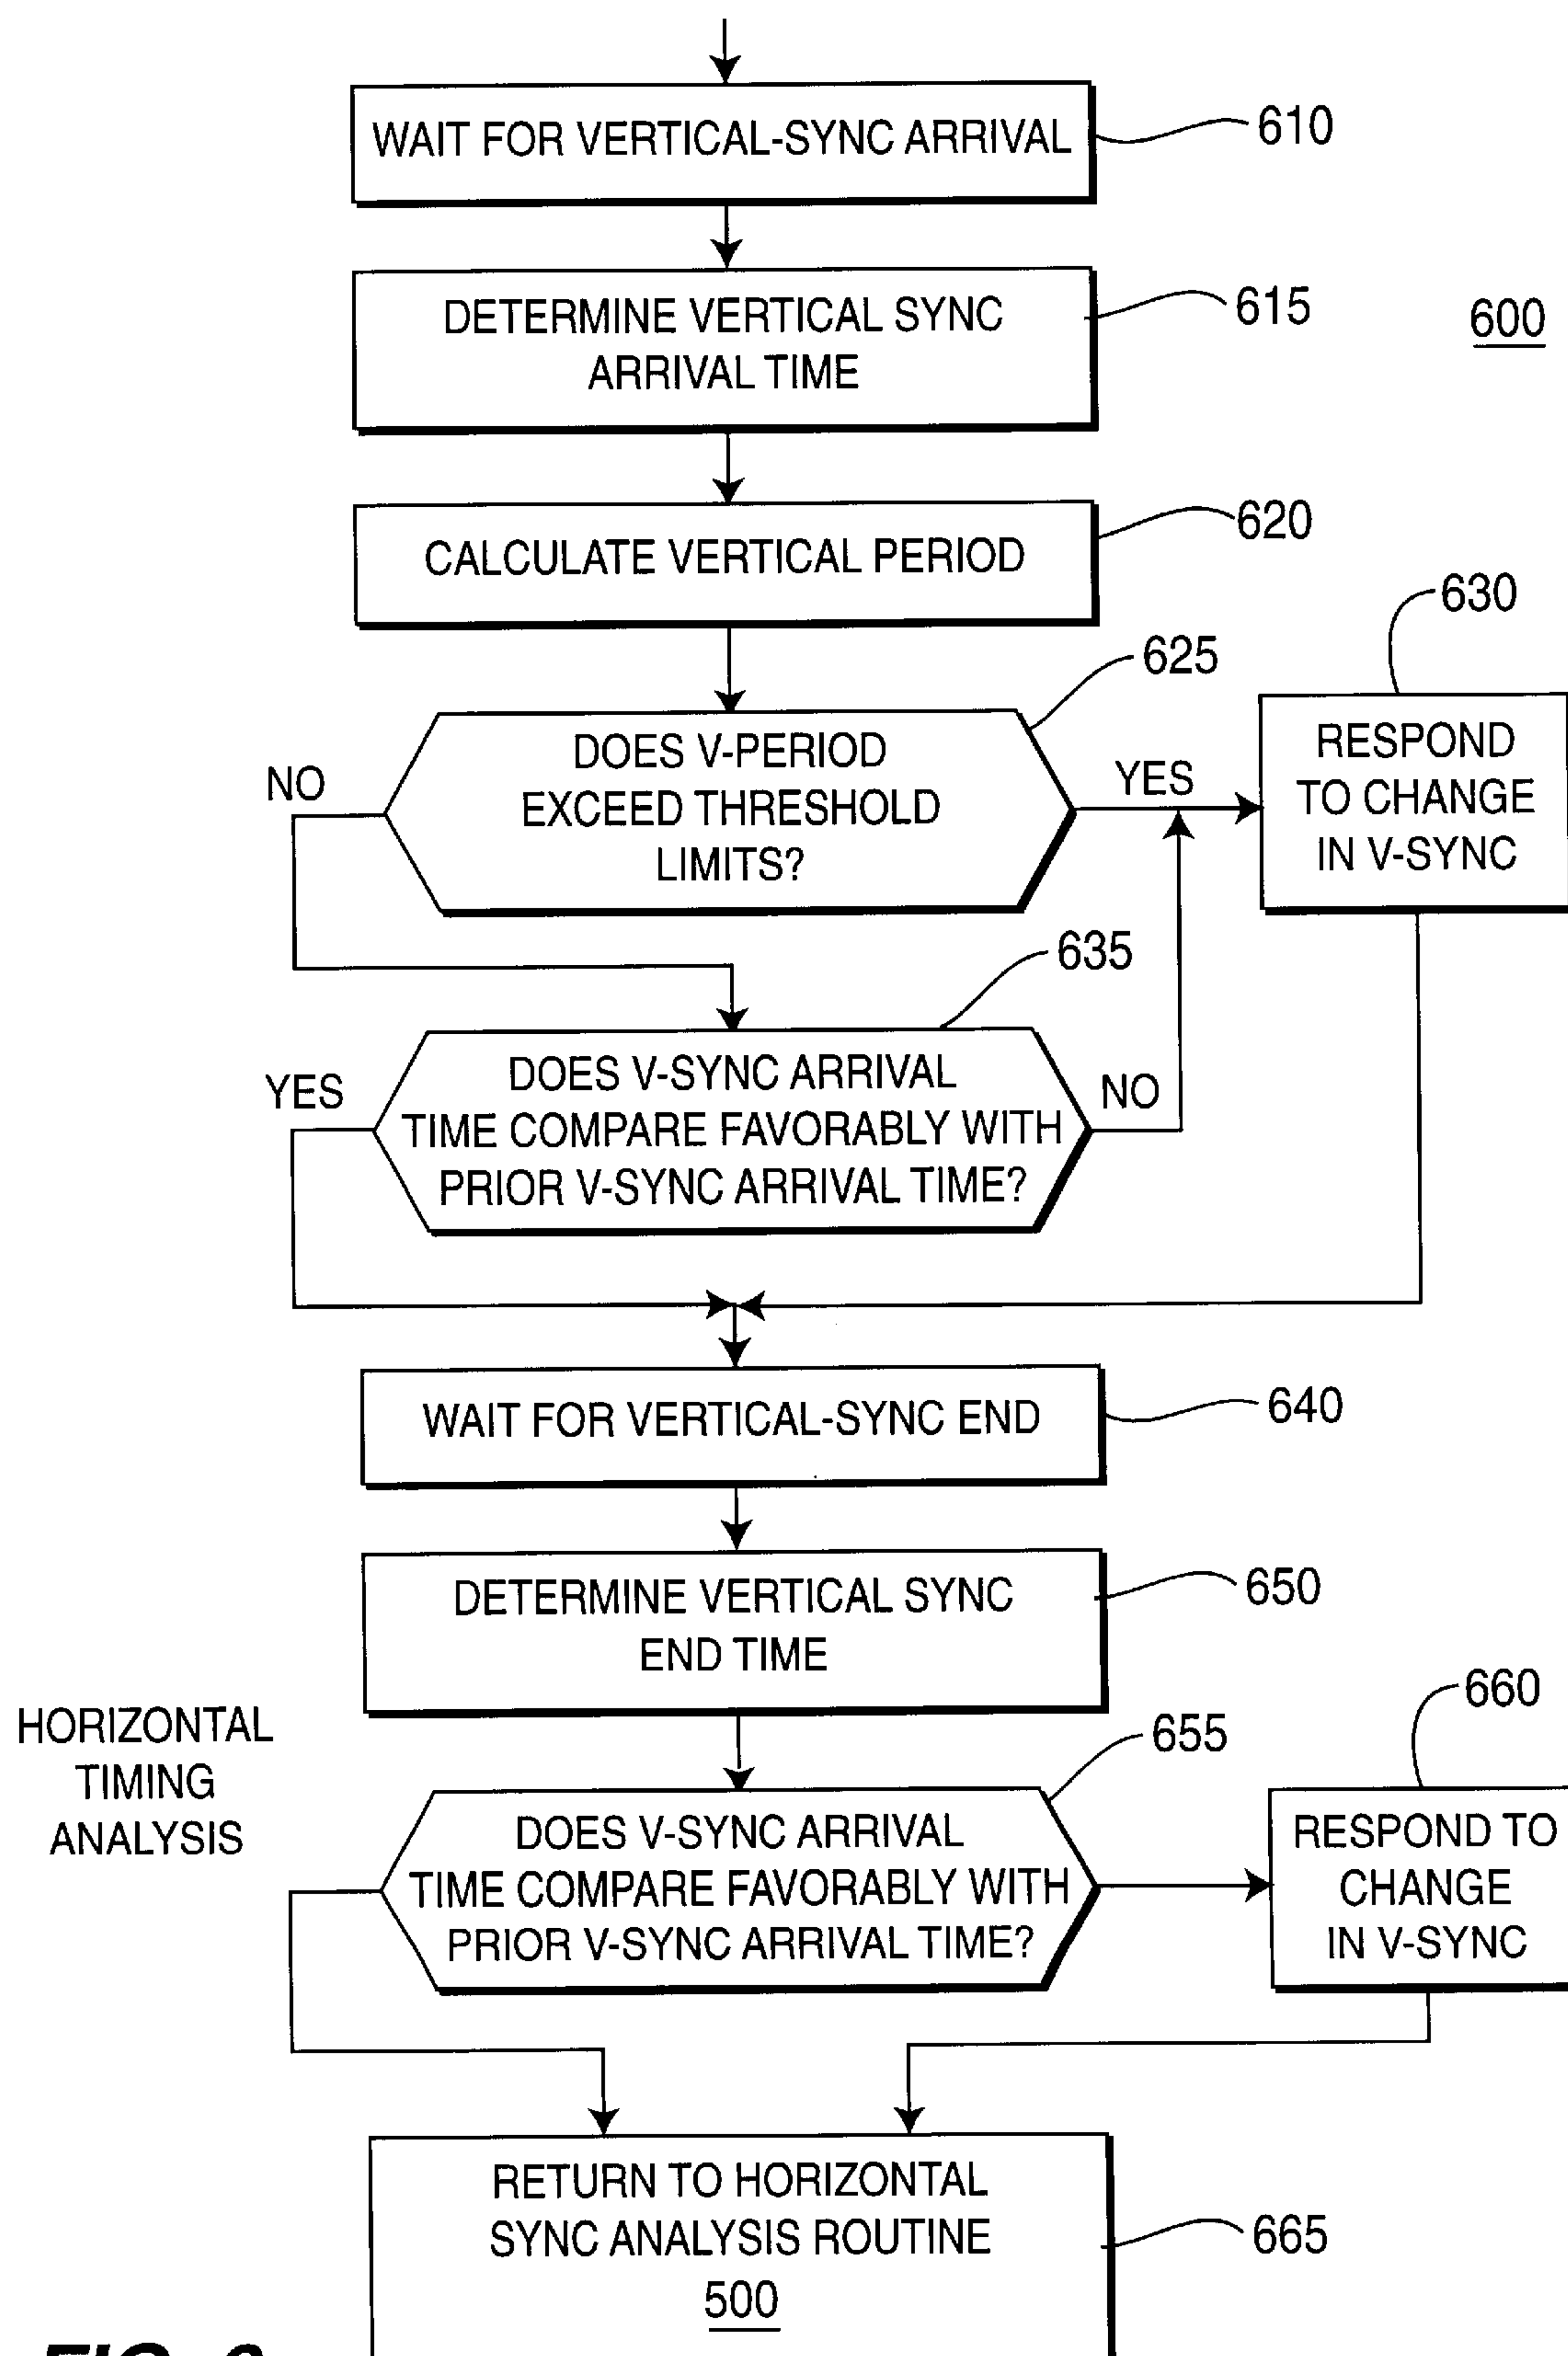 WAIT FOR VERTICAL-SYNC ARRIVAL
610
DETERMINE VERTICAL SYNC
ARRIVAL TIME
615
600
CALCULATE VERTICAL PERIOD
620
630
625
DOES V-PERIOD
EXCEED THRESHOLD
LIMITS?
NO
YES
RESPOND
TO CHANGE
IN V-SYNC
635
DOES V-SYNC ARRIVAL
TIME COMPARE FAVORABLY WITH
PRIOR V-SYNC ARRIVAL TIME?
YES
NO
WAIT FOR VERTICAL-SYNC END
640
DETERMINE VERTICAL SYNC
END TIME
650
HORIZONTAL
TIMING
ANALYSIS
655
660
DOES V-SYNC ARRIVAL
TIME COMPARE FAVORABLY WITH
PRIOR V-SYNC ARRIVAL TIME?
RESPOND TO
CHANGE
IN V-SYNC
RETURN TO HORIZONTAL
SYNC ANALYSIS ROUTINE
500
665